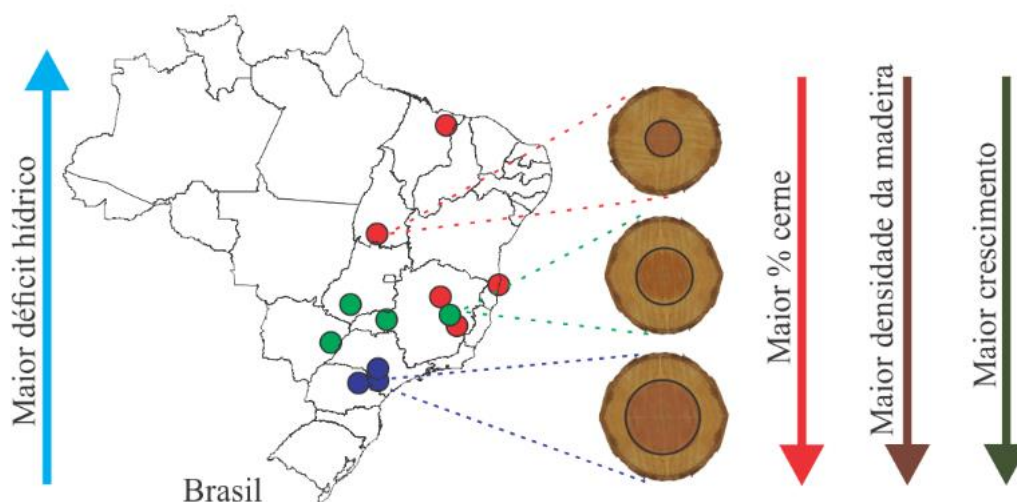 Maior déficit hídrico
Brasil
Maior % cerne
Maior densidade da madeira
Maior crescimento